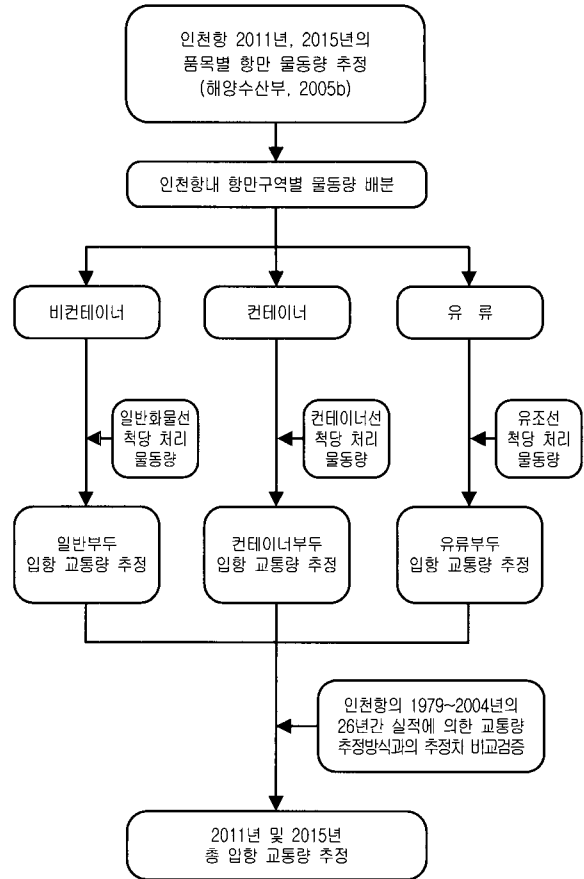 인천항 2011년, 2015년의
품목별 항만 물동량 추정
(해양수산부, 2005b)
인천항내 항만구역별 물동량 배분
비컨테이너
컨테이너
유 류
일반화물선
척당 처리
물동량
컨테이너선
척당 처리
물동량
유조선
척당 처리
물동량
일반부두
입항 교통량 추정
컨테이너부두
입항 교통량 추정
유류부두
입항 교통량 추정
인천항의 1979~2004년의
26년간 실적에 의한 교통량
추정방식과의 추정치 비교검증
2011년 및 2015년
총 입항 교통량 추정